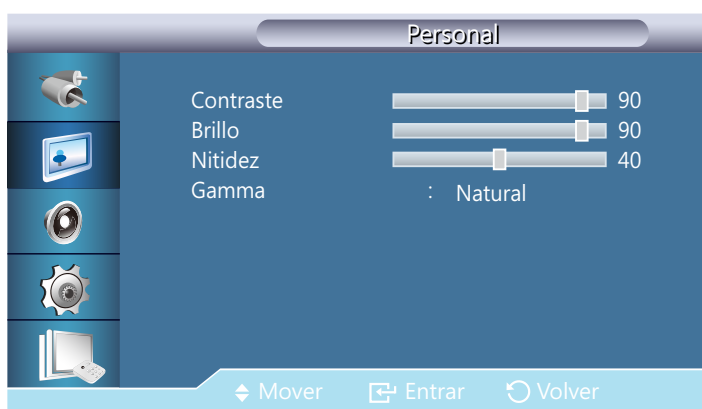 Personal
Contraste 90
Brillo 90
Nitidez 40
Gamma : Natural
Mover Entrar Volver